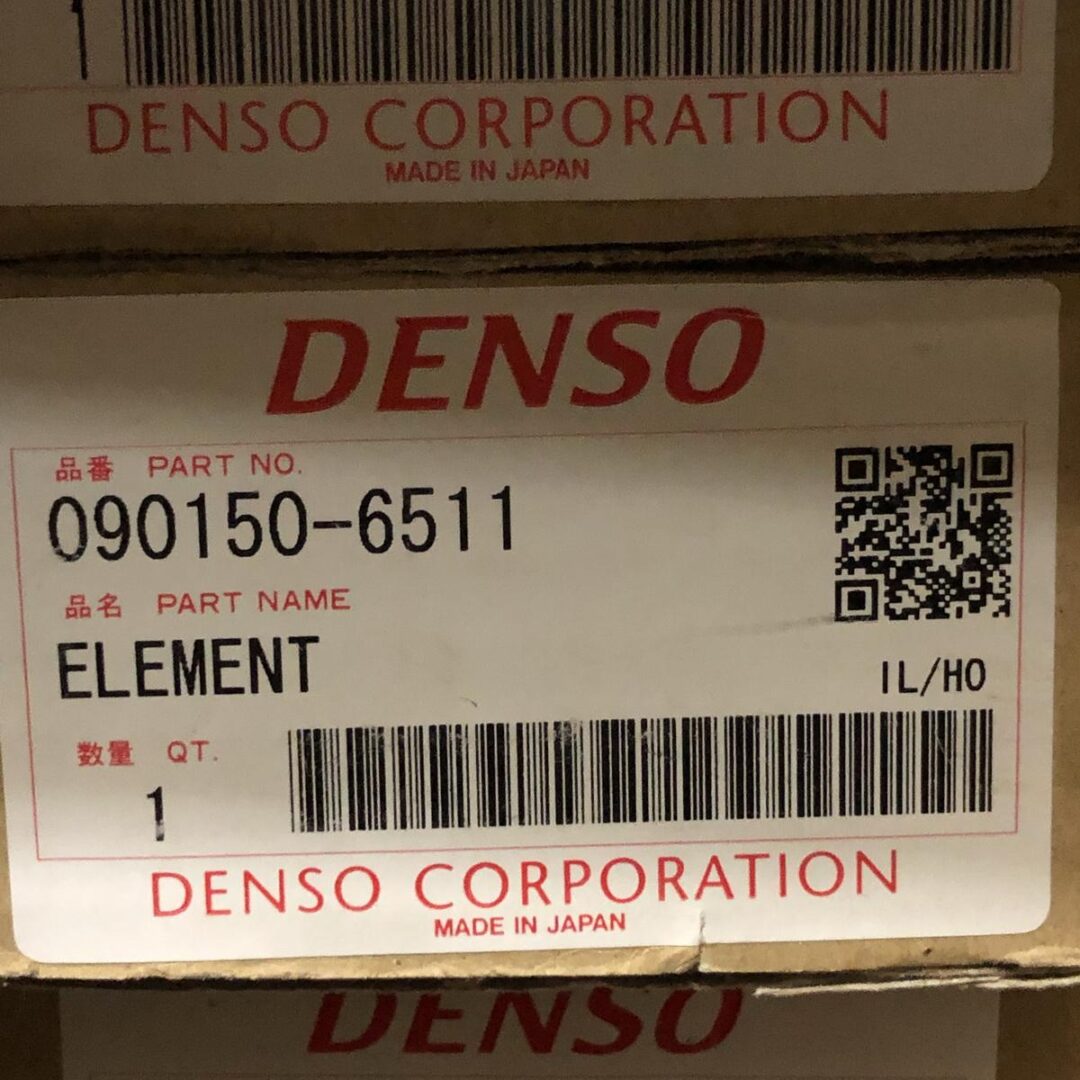 1
DENSO CORPORATION
MADE IN JAPAN
DENSO
品番 PART NO.
090150-6511
品名 PART NAME
ELEMENT
IL/HO
数量 QT.
1
DENSO CORPORATION
MADE IN JAPAN
DENSO